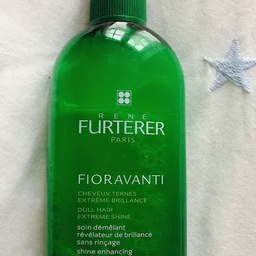 RENE
FURTERER
PARIS
FIORAVANTI
CHEVEUX TERNES
EXTRÊME BRILLANCE
DULL HAIR
EXTREME SHINE
soin démêlant
révélateur de brillance
sans rinçage
shine enhancing